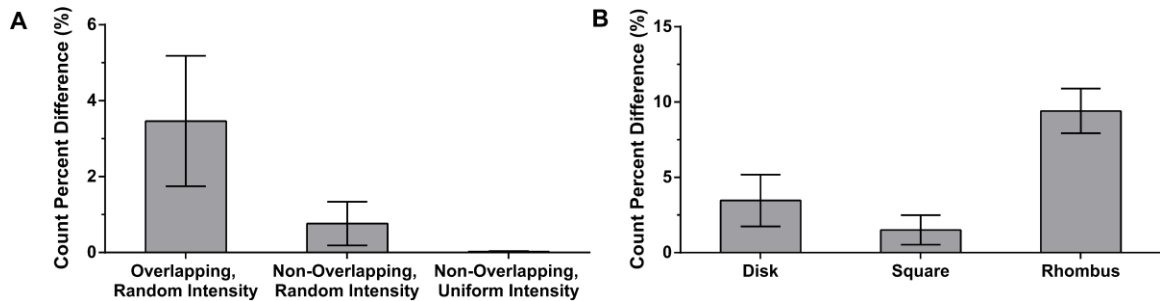 A
Count Percent Difference (%)
6
4
2
0
Overlapping,
Random Intensity
Non-Overlapping,
Random Intensity
Non-Overlapping,
Uniform Intensity
B
Count Percent Difference (%)
15
10
5
0
Disk
Square
Rhombus